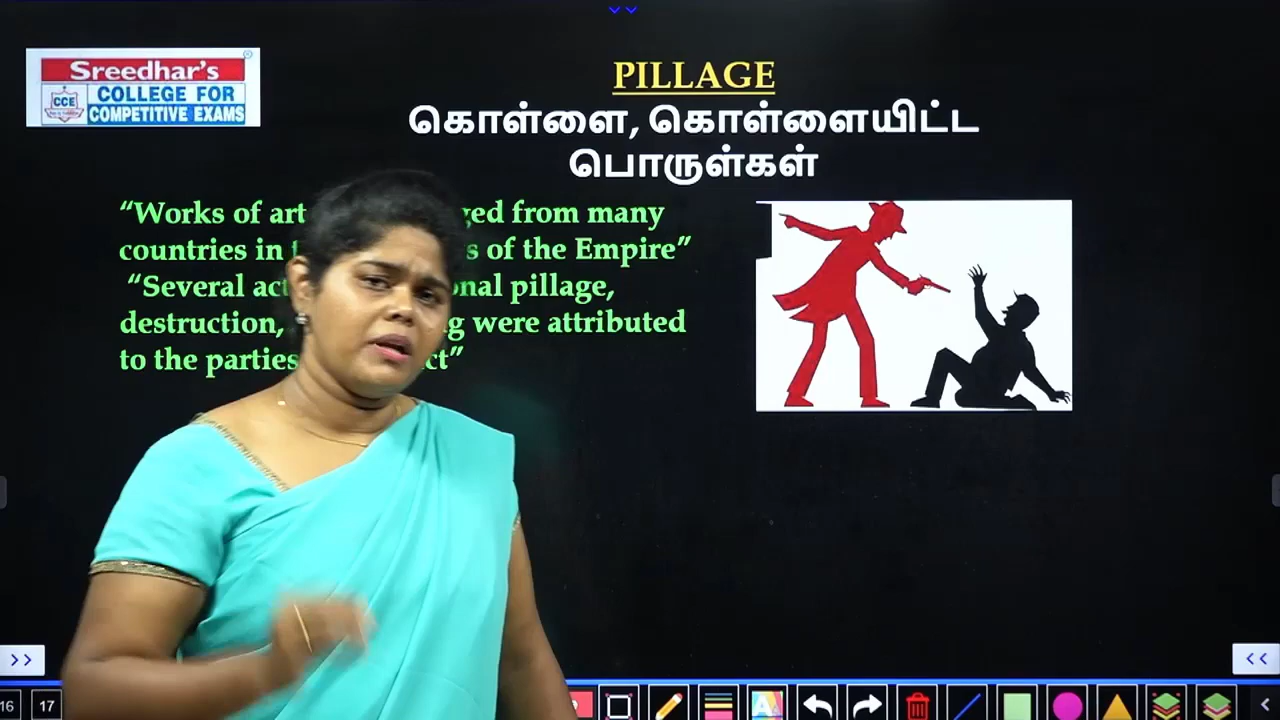 Sreedhar's
CCE
COLLEGE FOR
COMPETITIVE EXAMS
PILLAGE
கொள்ளை, கொள்ளையிட்ட
பொருள்கள்
“Works of art from many
countries in of the Empire”
“Several pillage,
destruction, were attributed
to the parties
>>
<<
16
17